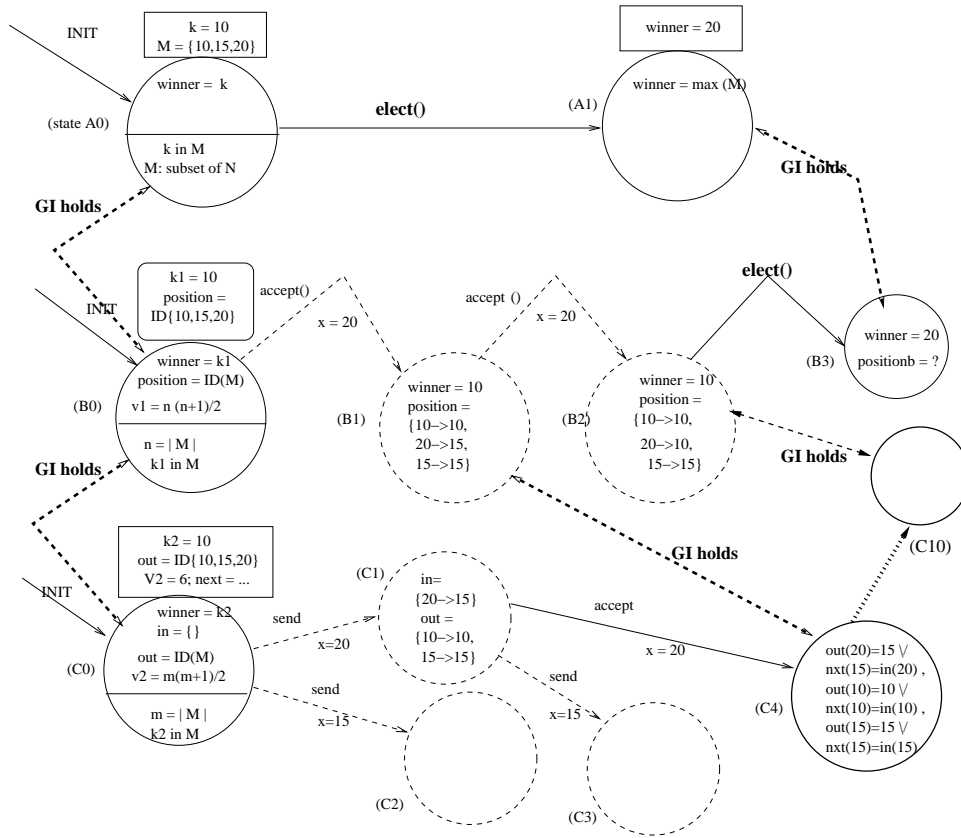 INIT
k = 10
M = {10,15,20}
winner = k
(state A0)
k in M
M: subset of N
elect()
winner = 20
(A1)
winner = max (M)
GI holds
GI holds
INIT
k1 = 10
position =
ID{10,15,20}
accept()
x = 20
winner = k1
position = ID(M)
v1 = n (n+1)/2
(B0)
n = | M |
k1 in M
(B1)
winner = 10
position =
{10->10,
20->15,
15->15}
accept ()
x = 20
(B2)
winner = 10
position =
{10->10,
20->10,
15->15}
elect()
(B3)
winner = 20
positionb = ?
GI holds
GI holds
GI holds
(C10)
INIT
k2 = 10
out = ID{10,15,20}
V2 = 6; next = ...
winner = k2
in = {}
out = ID(M)
v2 = m(m+1)/2
(C0)
m = | M |
k2 in M
send
x=20
send
x=15
(C1)
in=
{20->15}
out =
{10->10,
15->15}
accept
x = 20
send
x=15
(C2)
(C3)
(C4)
out(20)=15 \/
nxt(15)=in(20) ,
out(10)=10 \/
nxt(10)=in(10) ,
out(15)=15 \/
nxt(15)=in(15)